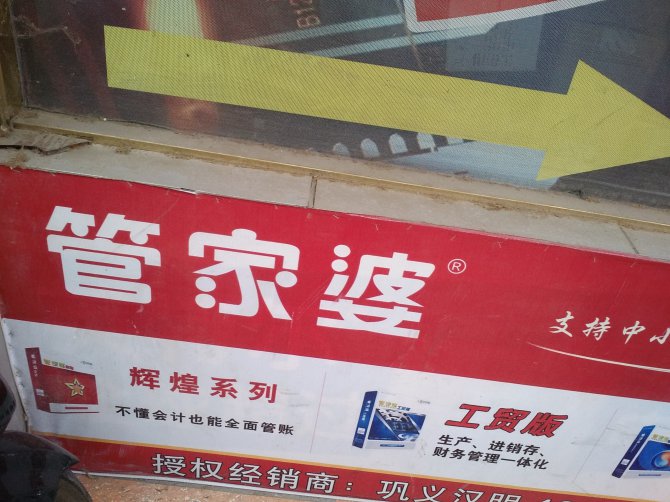 管家婆®
支持中小
辉煌系列
不懂会计也能全面管账
工贸版
生产、进销存、
财务管理一体化
授权经销商：巩义汉明